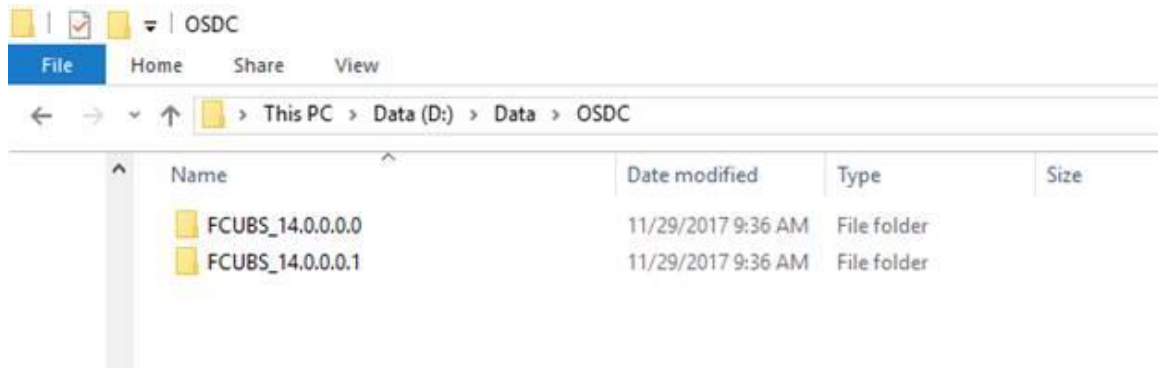 OSDC
File Home Share View
This PC > Data (D:) > Data > OSDC
Name Date modified Type Size
FCUBS_14.0.0.0.0 11/29/2017 9:36 AM File folder
FCUBS_14.0.0.0.1 11/29/2017 9:36 AM File folder